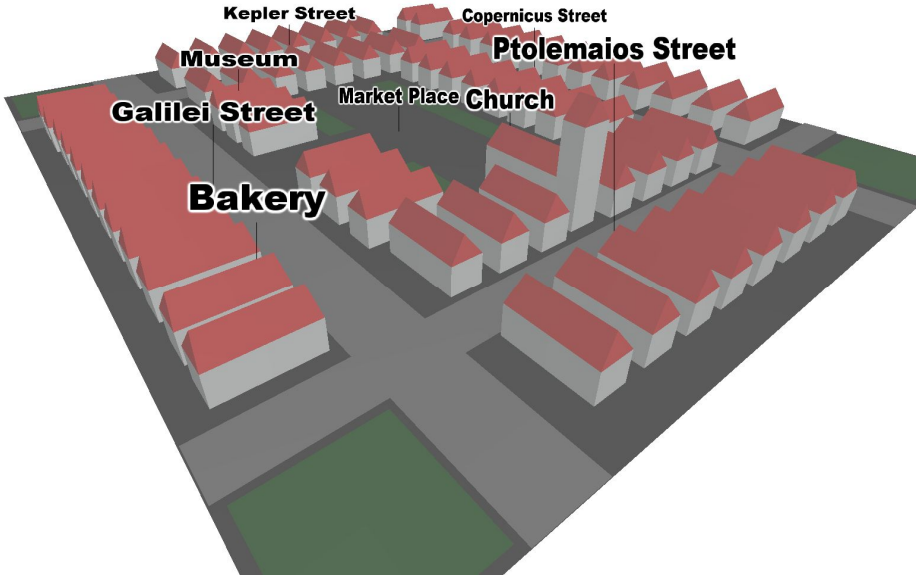 Kepler Street
Copernicus Street
Ptolemaios Street
Museum
Market Place
Church
Galilei Street
Bakery